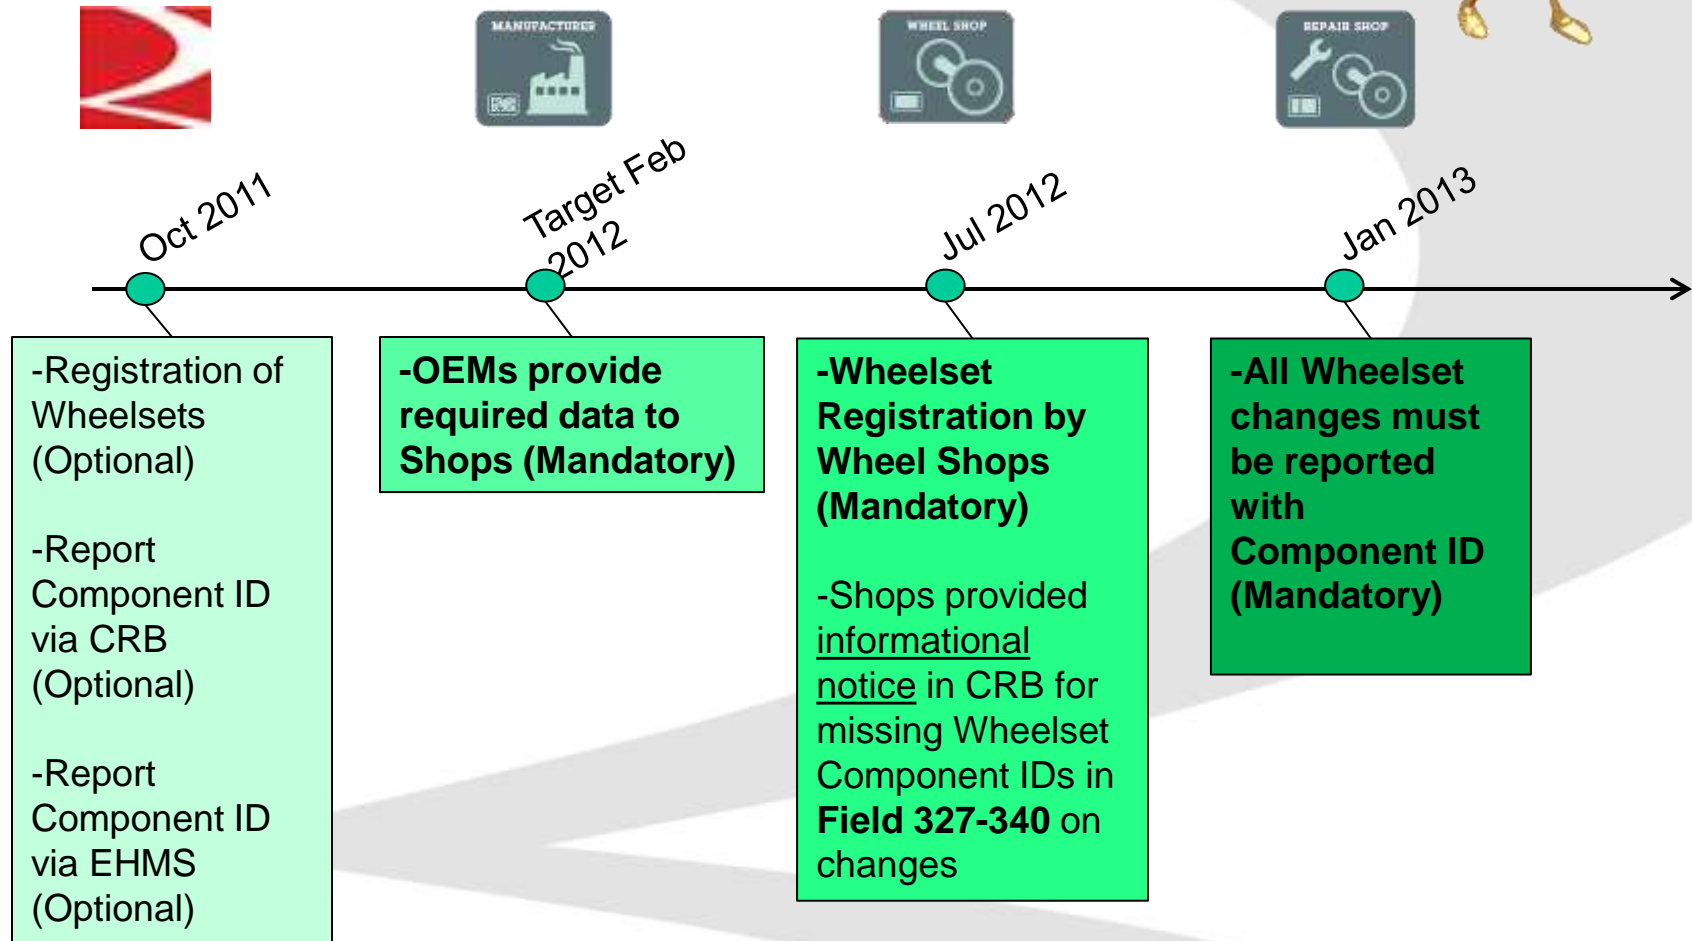 MANUFACTURER
WHEEL SHOP
REPAIR SHOP
Oct 2011
Target Feb
2012
Jul 2012
Jan 2013
-Registration of
Wheelsets
(Optional)
-Report
Component ID
via CRB
(Optional)
-Report
Component ID
via EHMS
(Optional)
-OEMs provide
required data to
Shops (Mandatory)
-Wheelset
Registration by
Wheel Shops
(Mandatory)
-Shops provided
informational
notice in CRB for
missing Wheelset
Component IDs in
Field 327-340 on
changes
-All Wheelset
changes must
be reported
with
Component ID
(Mandatory)